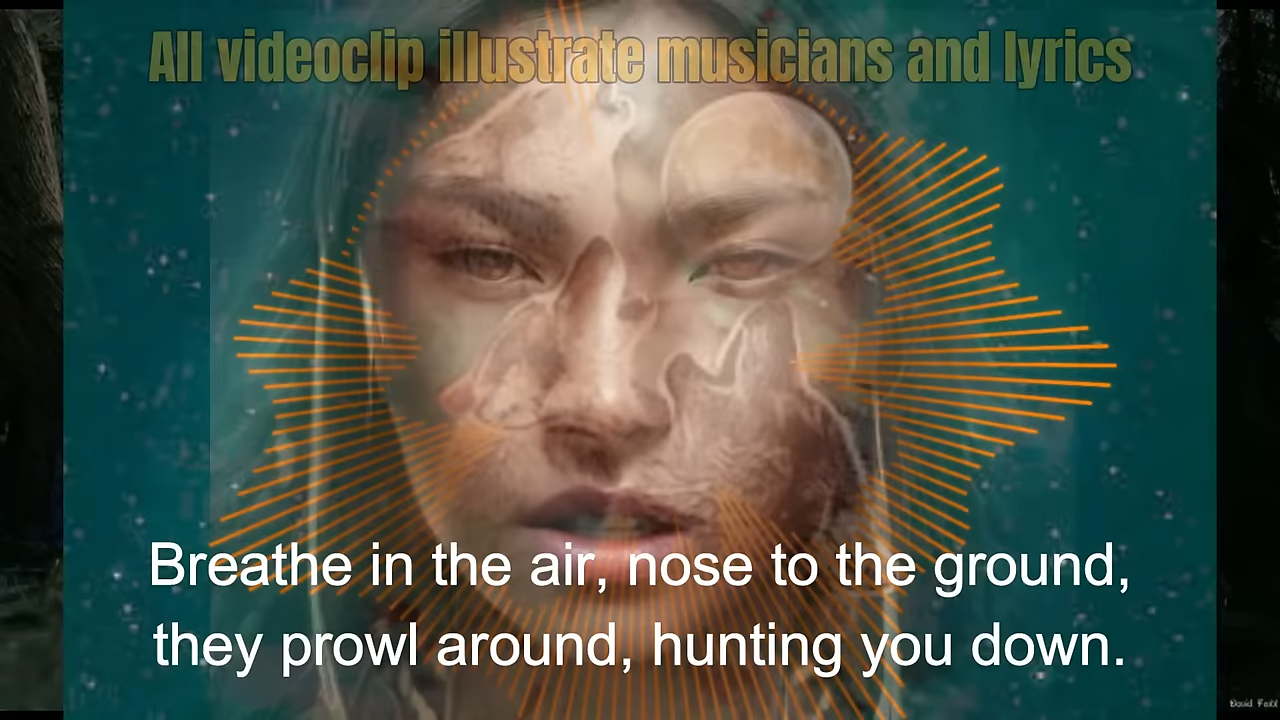 All videoclip illustrate musicians and lyrics
Breathe in the air, nose to the ground,
they prowl around, hunting you down.